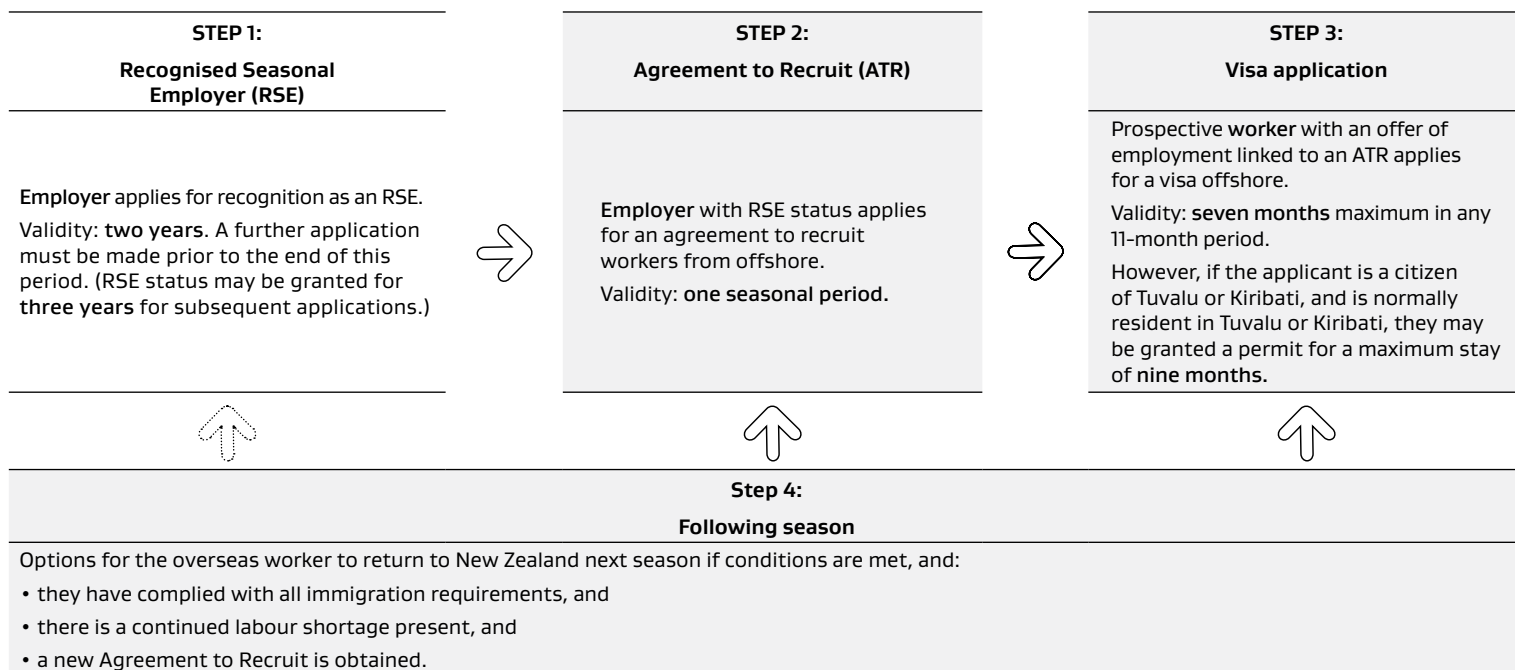 STEP 1:
Recognised Seasonal
Employer (RSE)
Employer applies for recognition as an RSE.
Validity: two years. A further application
must be made prior to the end of this
period. (RSE status may be granted for
three years for subsequent applications.)
STEP 2:
Agreement to Recruit (ATR)
Employer with RSE status applies
for an agreement to recruit
workers from offshore.
Validity: one seasonal period.
STEP 3:
Visa application
Prospective worker with an offer of
employment linked to an ATR applies
for a visa offshore.
Validity: seven months maximum in any
11-month period.
However, if the applicant is a citizen
of Tuvalu or Kiribati, and is normally
resident in Tuvalu or Kiribati, they may
be granted a permit for a maximum stay
of nine months.
Step 4:
Following season
Options for the overseas worker to return to New Zealand next season if conditions are met, and:
• they have complied with all immigration requirements, and
• there is a continued labour shortage present, and
• a new Agreement to Recruit is obtained.